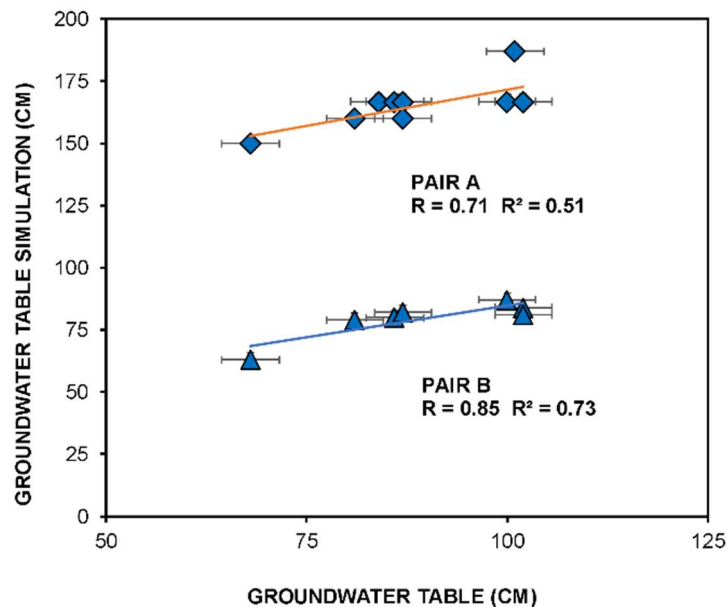 200
175
150
125
100
75
50
25
0
50 75 100 125
GROUNDWATER TABLE SIMULATION (CM)
PAIR A
R = 0.71 R² = 0.51
PAIR B
R = 0.85 R² = 0.73
GROUNDWATER TABLE (CM)